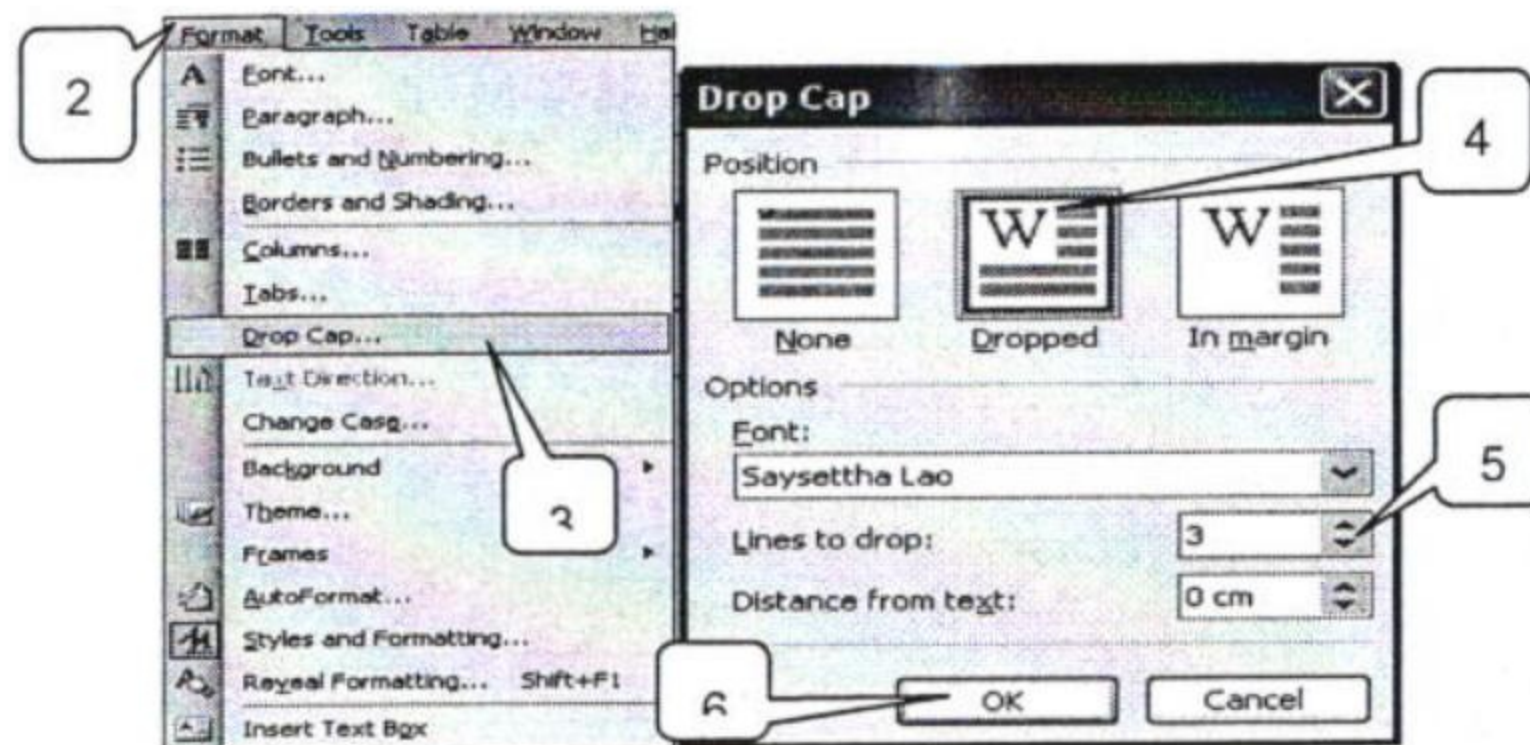 Format Tools Table Window
2
Font...
Paragraph...
Bullets and Numbering...
Borders and Shading...
Columns...
Tabs...
Drop Cap...
Text Direction...
Change Case...
Background
Theme...
Frames
AutoFormat...
Styles and Formatting...
Reveal Formatting... Shift+F1
Insert Text Box
3
Drop Cap
4
Position
W W
None Dropped In margin
Options
Font:
Saysettha Lao
5
Lines to drop: 3
Distance from text: 0 cm
6
OK Cancel